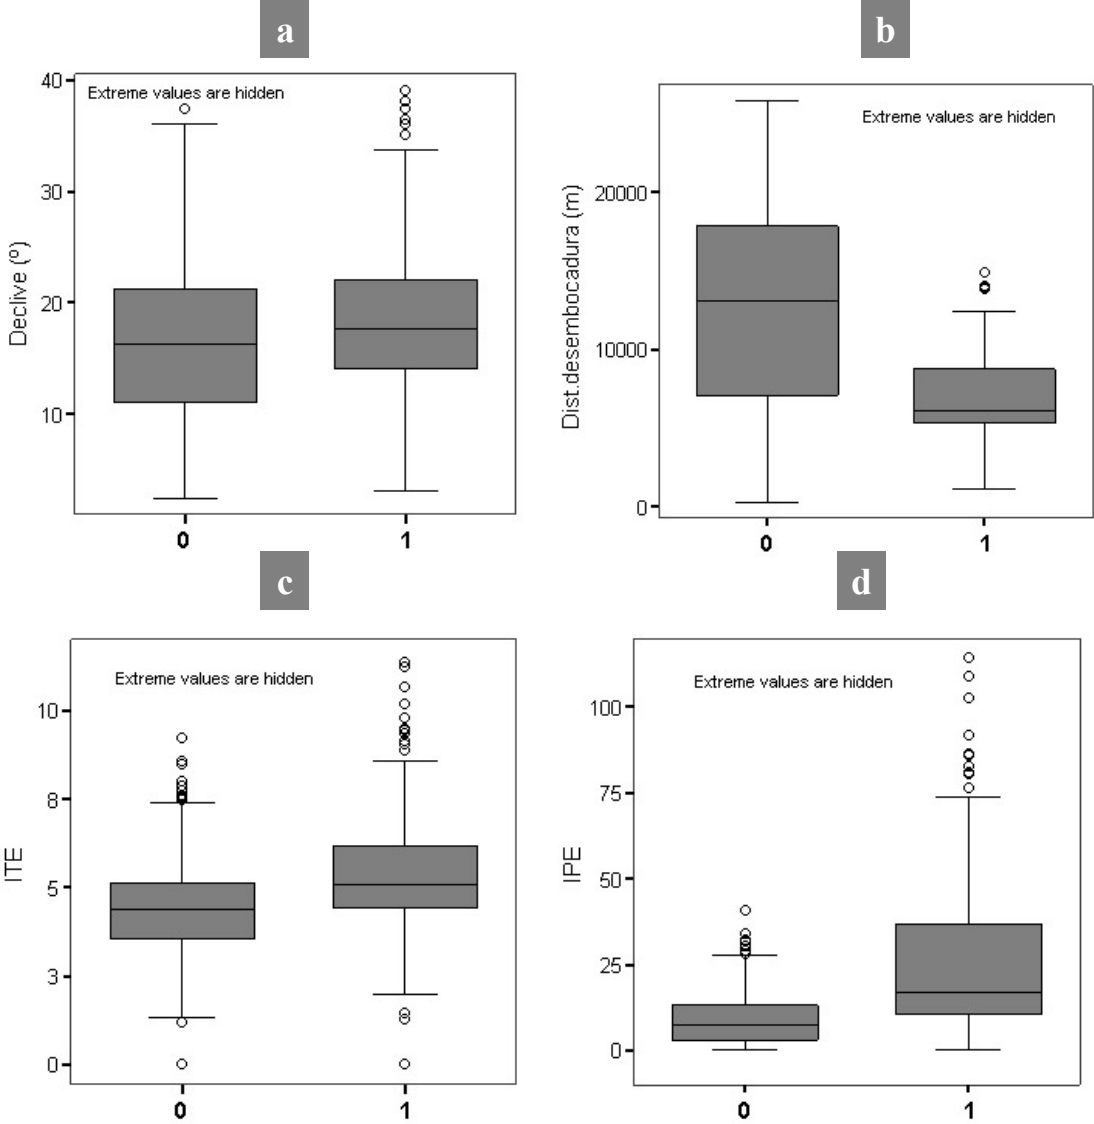 a
b
40
Extreme values are hidden
30
20
10
Declive (º)
0
1
Extreme values are hidden
20000
10000
0
Dist.desembocadura (m)
0
1
c
d
Extreme values are hidden
10
8
5
3
0
ITE
0
1
Extreme values are hidden
100
75
50
25
0
IPE
0
1